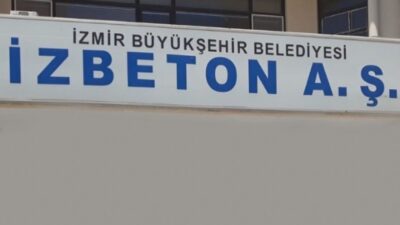 İZMİR BÜYÜKŞEHİR BELEDİYESİ
İZBETON A.Ş.